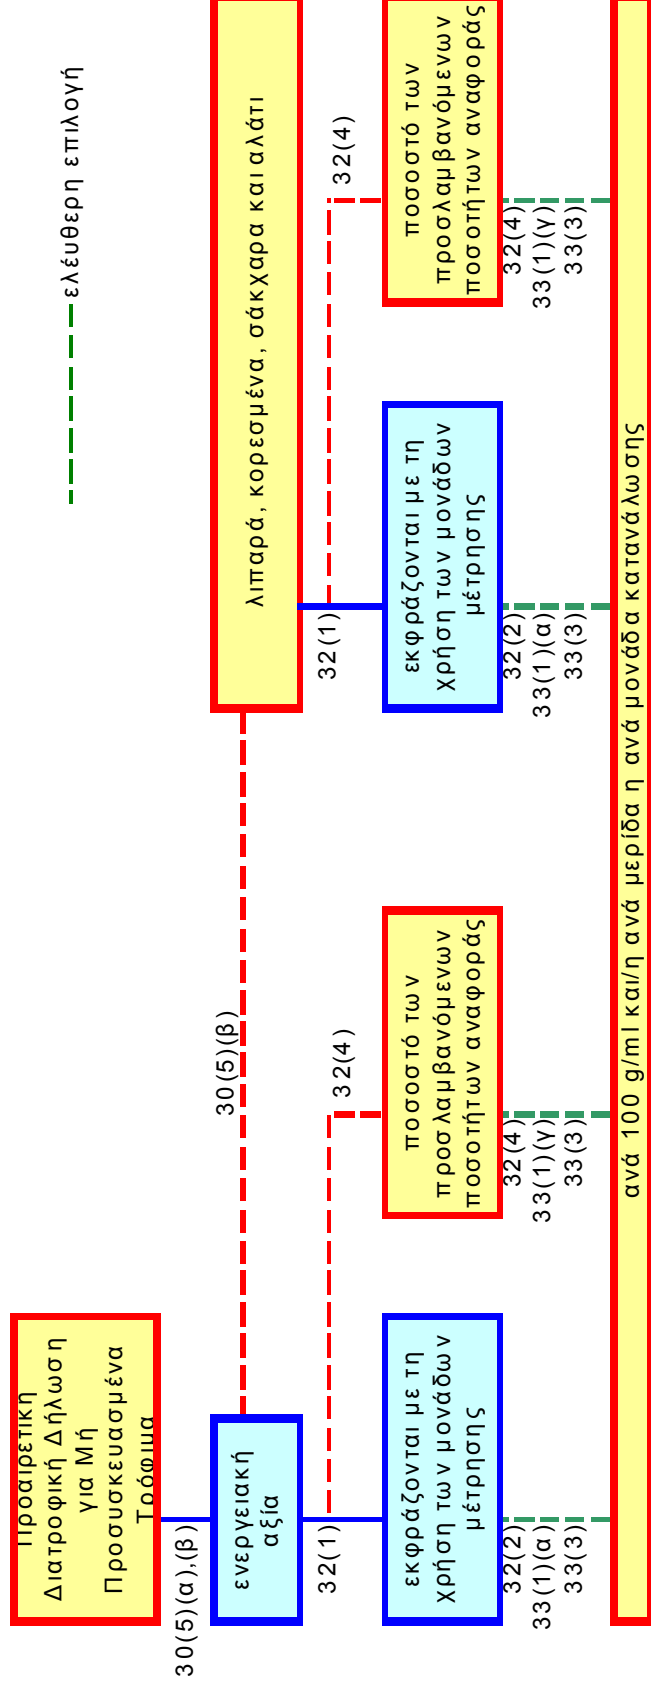 Προαιρετική
Διατροφική Δήλωση
για Μή
Προσυσκευασμένα
Τρόφιμα
ελέυθερη επιλογή
30(5)(α),(β)
30(5)(β)
ενεργειακή
αξία
λιπαρά, κορεσμένα, σάκχαρα και αλάτι
32(1)
32(4)
32(1)
32(4)
εκφράζονται με τη
χρήση των μονάδων
μέτρησης
ποσοστό των
προσλαμβανόμενων
ποσοτήτων αναφοράς
εκφράζονται με τη
χρήση των μονάδων
μέτρησης
ποσοστό των
προσλαμβανόμενων
ποσοτήτων αναφοράς
32(2)
33(1)(α)
33(3)
32(4)
33(1)(γ)
33(3)
32(2)
33(1)(α)
33(3)
32(4)
33(1)(γ)
33(3)
ανά 100 g/ml και/η ανά μερίδα η ανά μονάδα κατανάλωσης